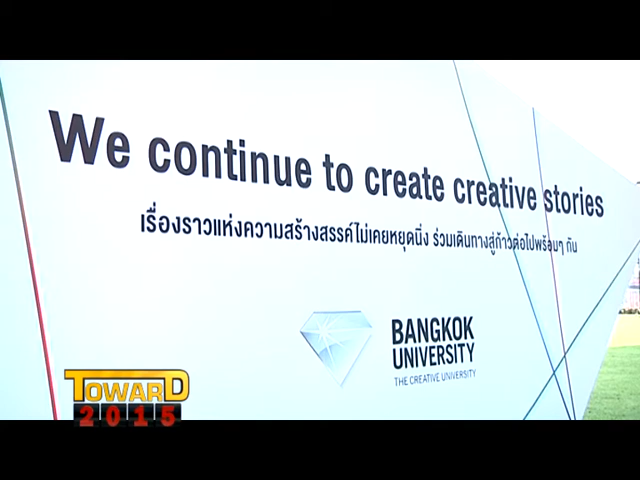 We continue to create creative stories
เรื่องราวแห่งความสร้างสรรค์ไม่เคยหยุดนิ่ง ร่วมเดินทางสู่ก้าวต่อไปพร้อมๆ กัน
BANGKOK
UNIVERSITY
THE CREATIVE UNIVERSITY
TOWARD
2015